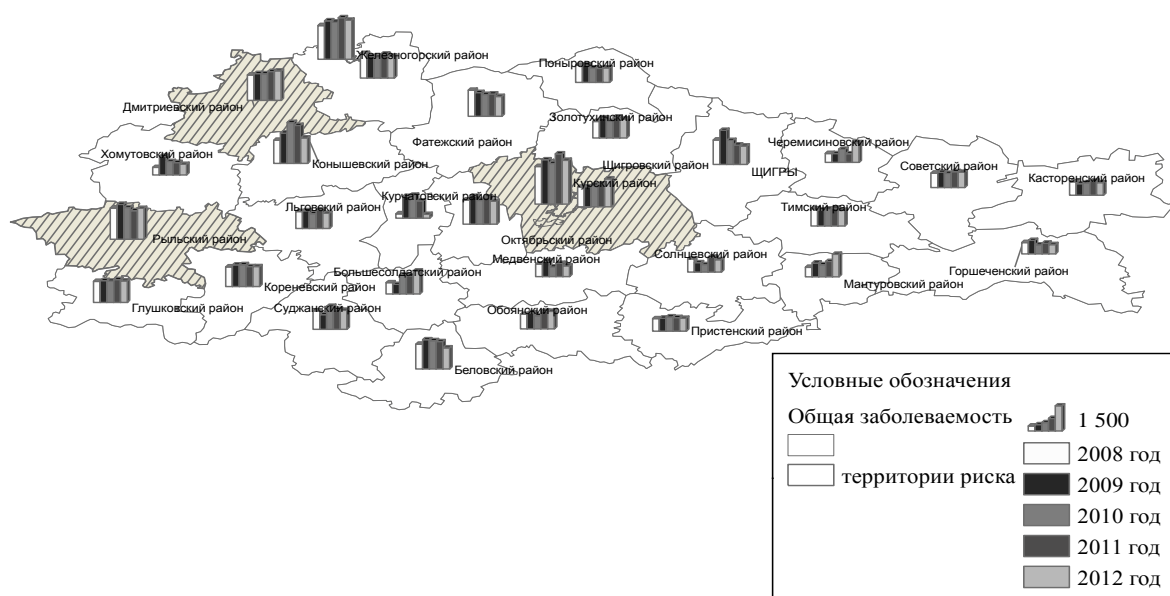 Железногорский район
Поныровский район
Дмитриевский район
Золотухинский район
Фатежский район
Черемисиновский район
Хомутовский район
Конышевский район
Щигровский район
ЩИГРЫ
Советский район
Касторенский район
Курский район
Курчатовский район
Льговский район
Тимский район
Рыльский район
Октябрьский район
Медвенский район
Солнцевский район
Большесолдатский район
Горшеченский район
Кореневский район
Мантуровский район
Глушковский район
Суджанский район
Обоянский район
Пристенский район
Беловский район
Условные обозначения
Общая заболеваемость
территории риска
1 500
2008 год
2009 год
2010 год
2011 год
2012 год